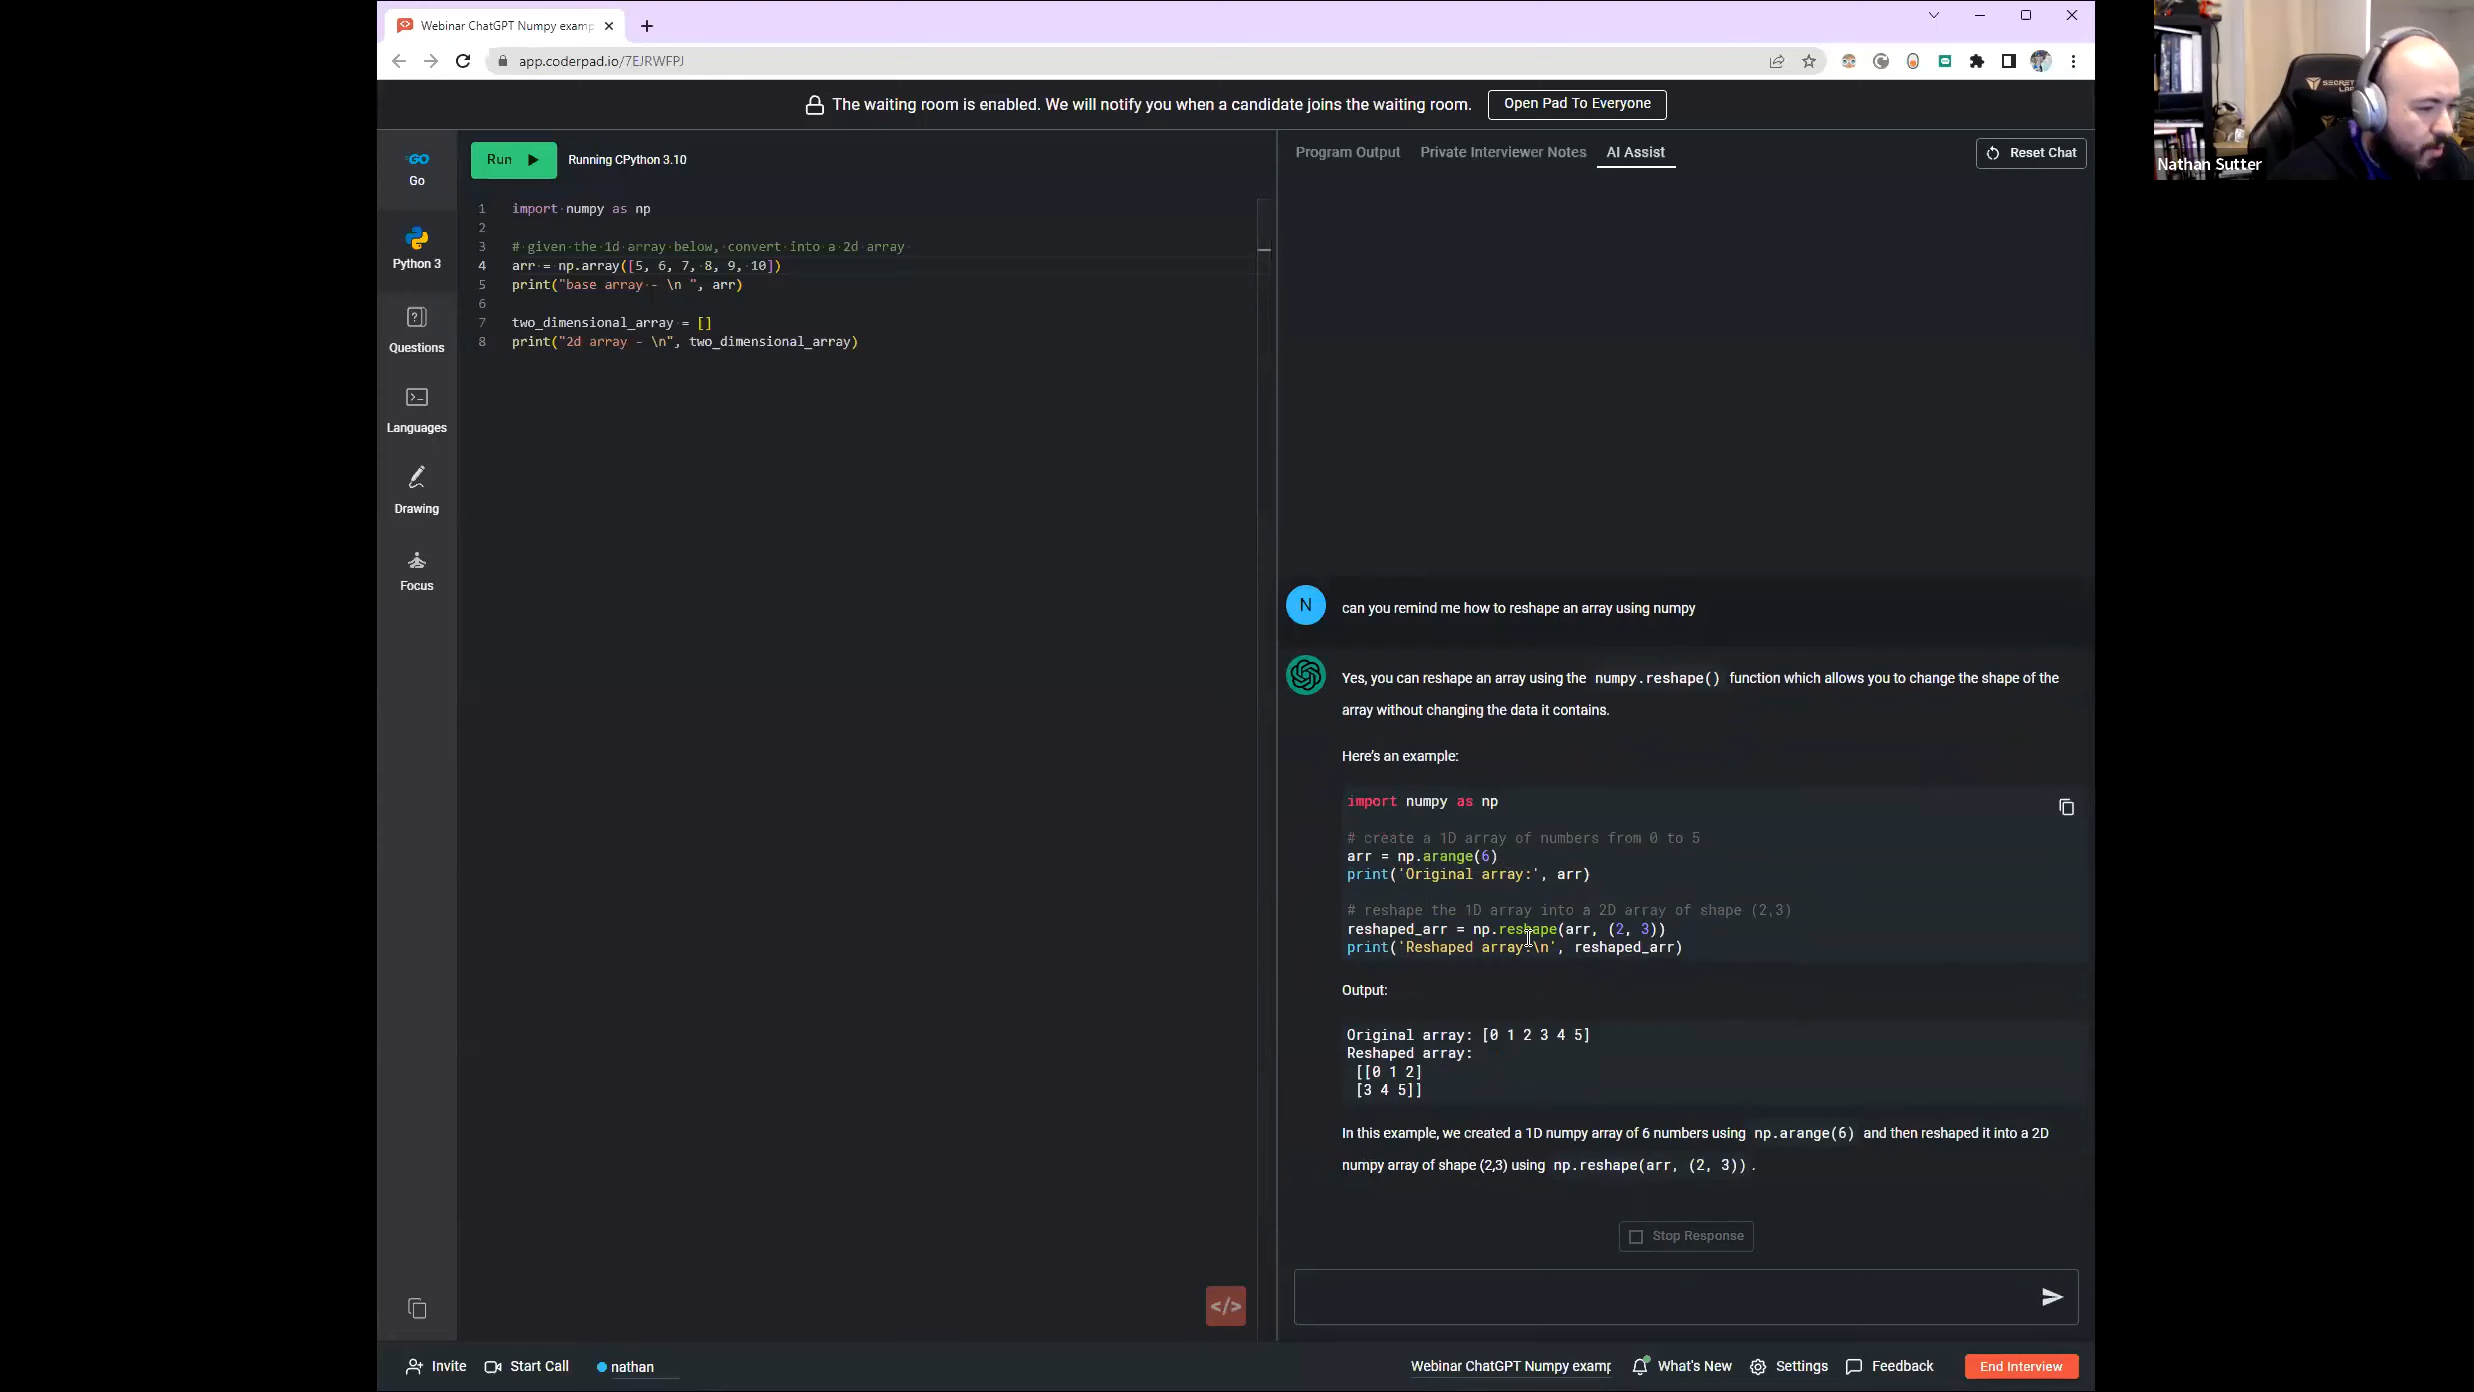 Webinar ChatGPT Numpy examp
app.coderpad.io/7EJRWFPJ
The waiting room is enabled. We will notify you when a candidate joins the waiting room.
Open Pad To Everyone
SECRET
Nathan Sutter
Go
Python 3
Questions
Languages
Drawing
Focus
Run
Running CPython 3.10
1 import numpy as np
2
3 # given the 1d array below, convert into a 2d array
4 arr = np.array([5, 6, 7, 8, 9, 10])
5 print("base array - \n ", arr)
6
7 two_dimensional_array = []
8 print("2d array - \n", two_dimensional_array)
</>
Program Output
Private Interviewer Notes
AI Assist
Reset Chat
N
can you remind me how to reshape an array using numpy
Yes, you can reshape an array using the numpy.reshape() function which allows you to change the shape of the
array without changing the data it contains.
Here's an example:
import numpy as np
# create a 1D array of numbers from 0 to 5
arr = np.arange(6)
print('Original array:', arr)
# reshape the 1D array into a 2D array of shape (2,3)
reshaped_arr = np.reshape(arr, (2, 3))
print('Reshaped array:\n', reshaped_arr)
Output:
Original array: [0 1 2 3 4 5]
Reshaped array:
[[0 1 2]
[3 4 5]]
In this example, we created a 1D numpy array of 6 numbers using np.arange(6) and then reshaped it into a 2D
numpy array of shape (2,3) using np.reshape(arr, (2, 3)) .
Stop Response
Invite
Start Call
nathan
Webinar ChatGPT Numpy examp
What's New
Settings
Feedback
End Interview